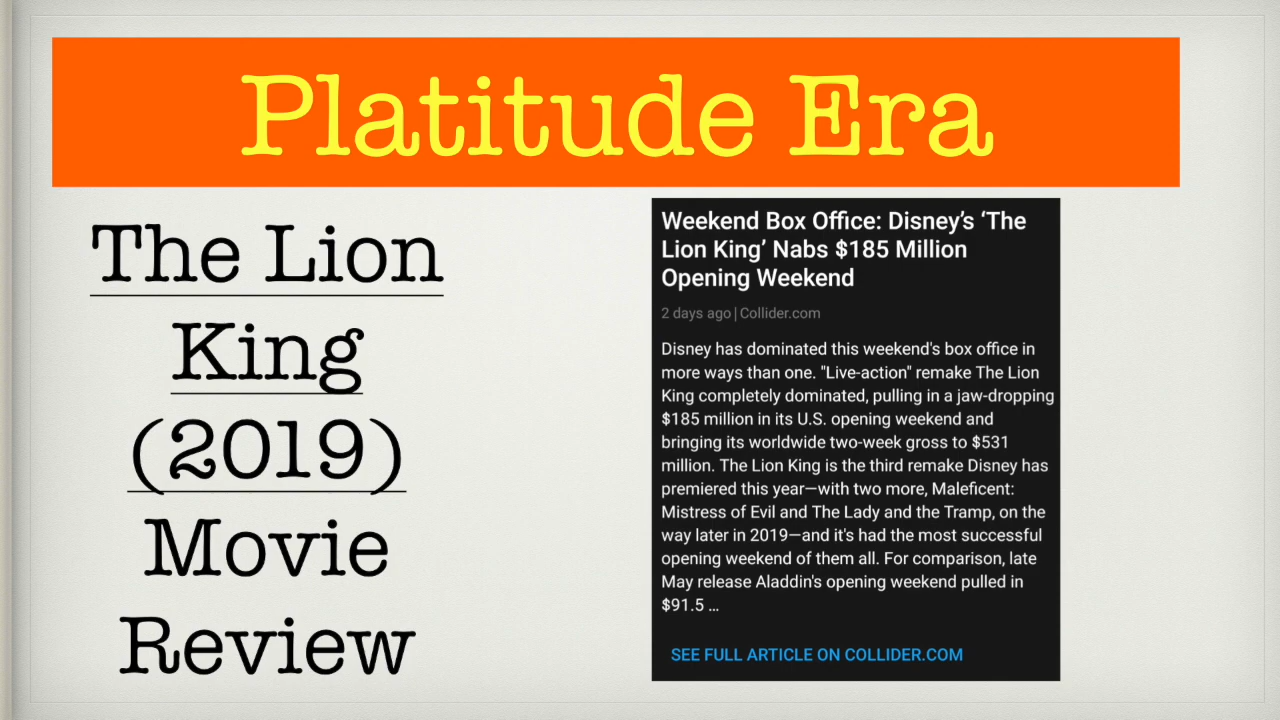 Platitude Era
The Lion
King
(2019)
Movie
Review
Weekend Box Office: Disney's ‘The
Lion King’ Nabs $185 Million
Opening Weekend
2 days ago | Collider.com
Disney has dominated this weekend's box office in
more ways than one. "Live-action" remake The Lion
King completely dominated, pulling in a jaw-dropping
$185 million in its U.S. opening weekend and
bringing its worldwide two-week gross to $531
million. The Lion King is the third remake Disney has
premiered this year—with two more, Maleficent:
Mistress of Evil and The Lady and the Tramp, on the
way later in 2019—and it's had the most successful
opening weekend of them all. For comparison, late
May release Aladdin's opening weekend pulled in
$91.5 ...
SEE FULL ARTICLE ON COLLIDER.COM